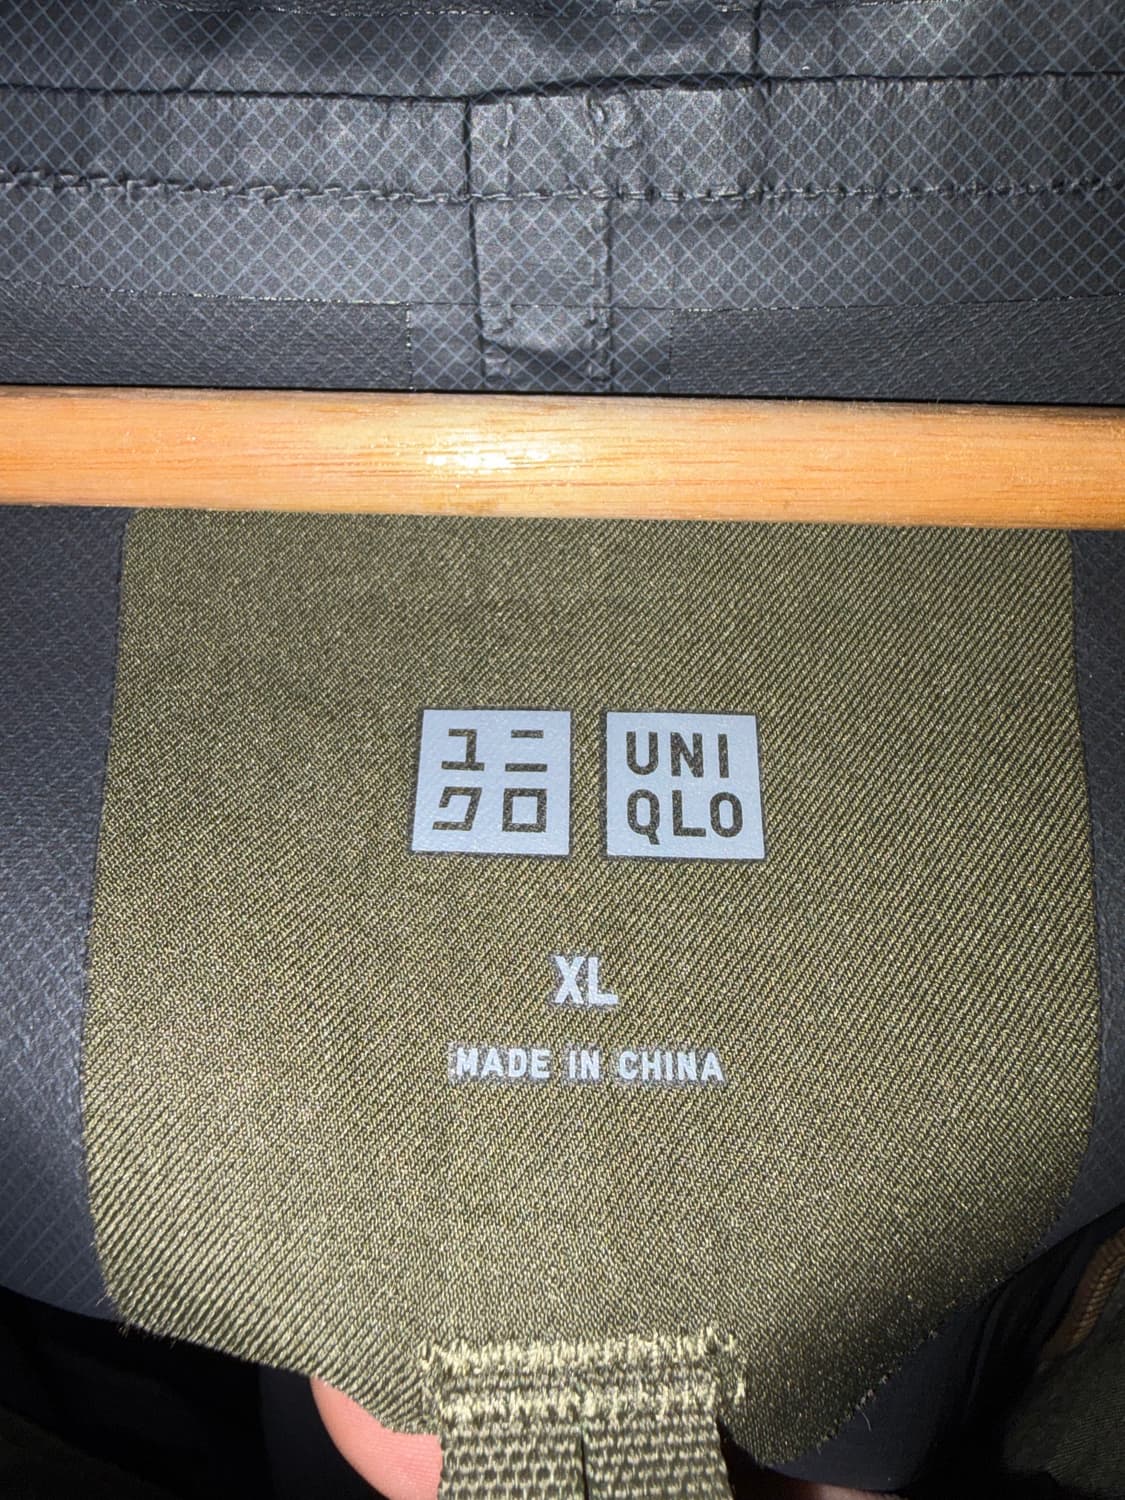 ユニ
クロ
UNI
QLO
XL
MADE IN CHINA